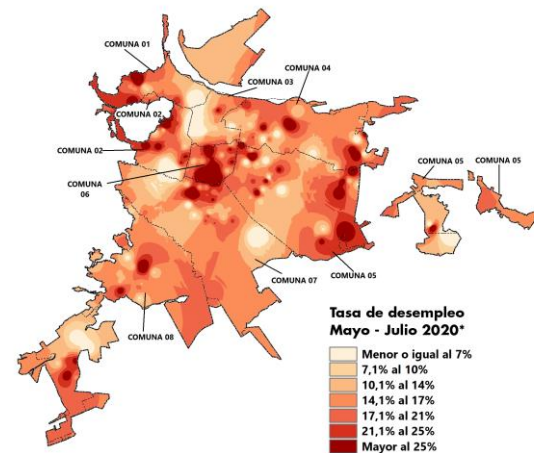 COMUNA 01
COMUNA 04
COMUNA 03
COMUNA 02
COMUNA 02
COMUNA 06
COMUNA 05
COMUNA 05
COMUNA 07
COMUNA 05
COMUNA 08
Tasa de desempleo
Mayo - Julio 2020*
Menor o igual al 7%
7,1% al 10%
10,1% al 14%
14,1% al 17%
17,1% al 21%
21,1% al 25%
Mayor al 25%